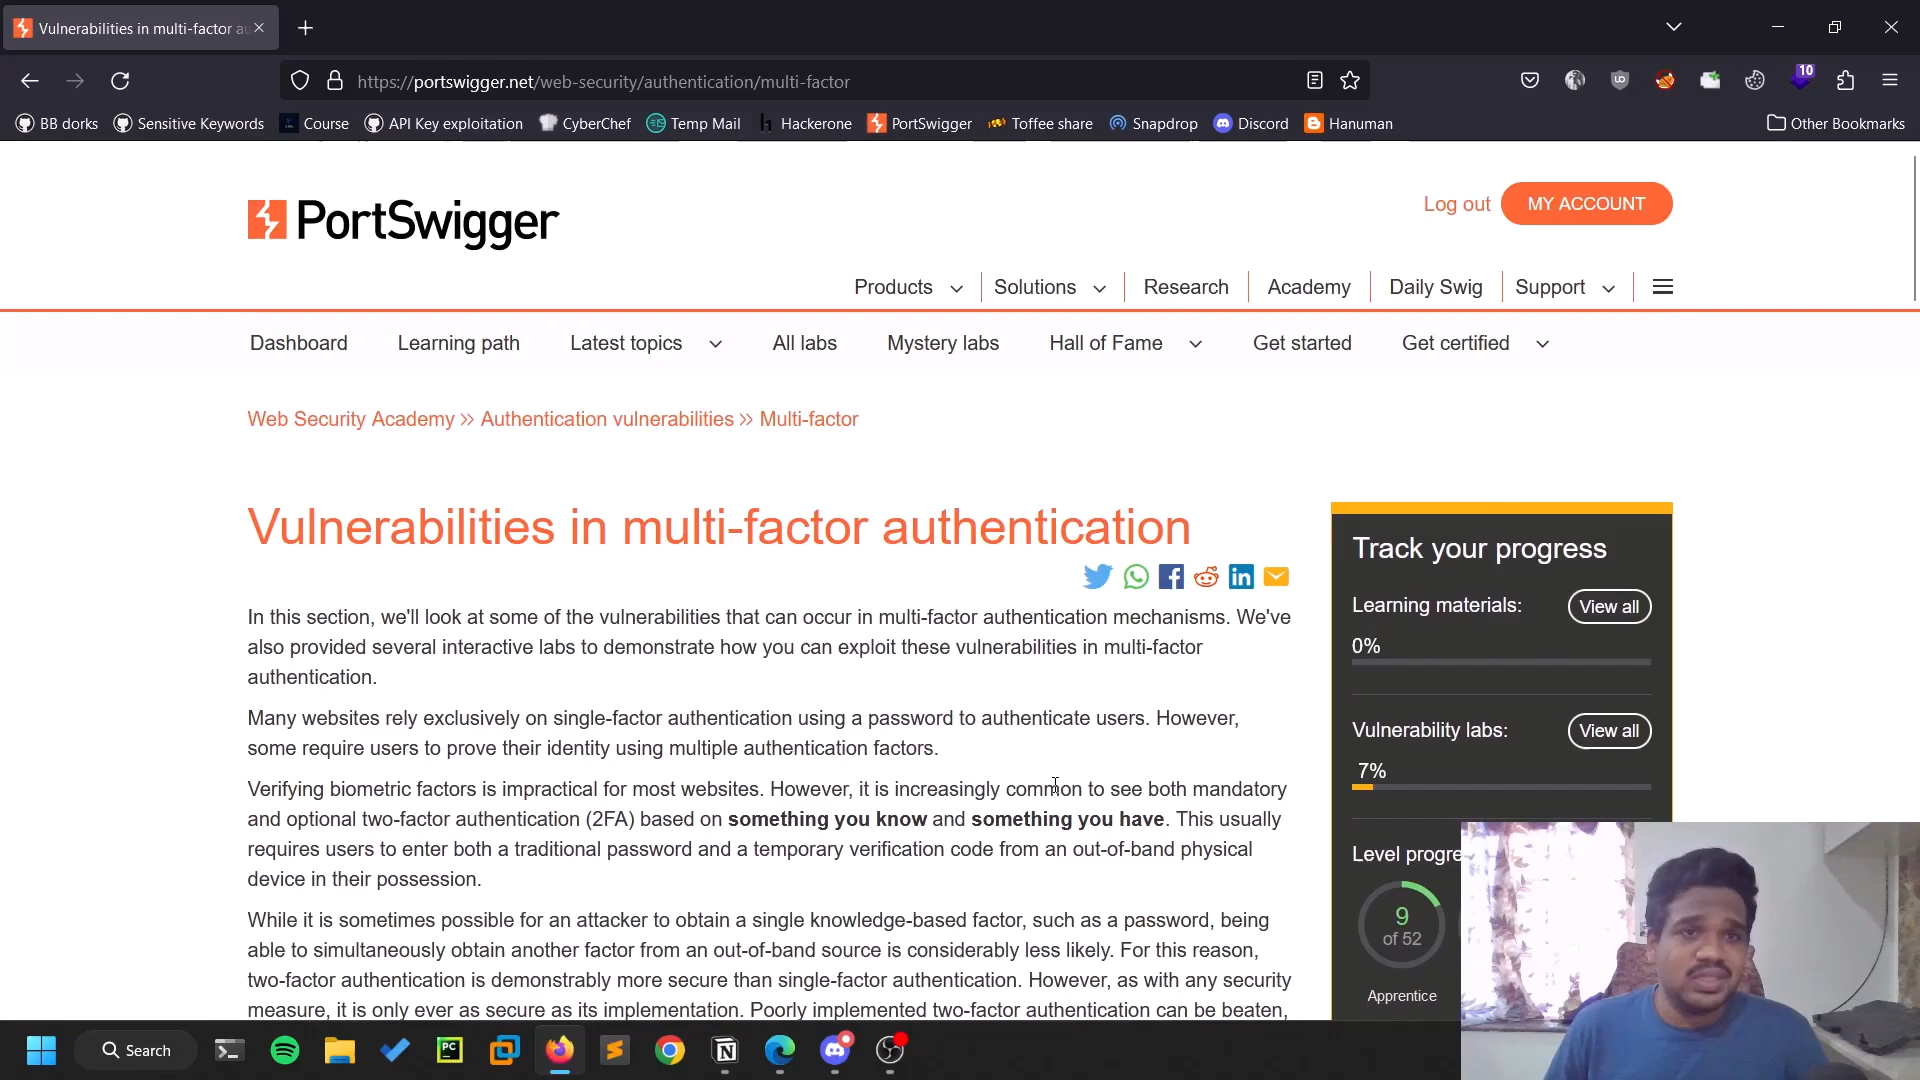 Vulnerabilities in multi-factor au
https://portswigger.net/web-security/authentication/multi-factor
10
BB dorks Sensitive Keywords Course API Key exploitation CyberChef Temp Mail Hackerone PortSwigger Toffee share Snapdrop Discord Hanuman Other Bookmarks
PortSwigger
Log out MY ACCOUNT
Products Solutions Research Academy Daily Swig Support
Dashboard Learning path Latest topics All labs Mystery labs Hall of Fame Get started Get certified
Web Security Academy » Authentication vulnerabilities » Multi-factor
Vulnerabilities in multi-factor authentication
In this section, we'll look at some of the vulnerabilities that can occur in multi-factor authentication mechanisms. We've
also provided several interactive labs to demonstrate how you can exploit these vulnerabilities in multi-factor
authentication.
Many websites rely exclusively on single-factor authentication using a password to authenticate users. However,
some require users to prove their identity using multiple authentication factors.
Verifying biometric factors is impractical for most websites. However, it is increasingly common to see both mandatory
and optional two-factor authentication (2FA) based on something you know and something you have. This usually
requires users to enter both a traditional password and a temporary verification code from an out-of-band physical
device in their possession.
While it is sometimes possible for an attacker to obtain a single knowledge-based factor, such as a password, being
able to simultaneously obtain another factor from an out-of-band source is considerably less likely. For this reason,
two-factor authentication is demonstrably more secure than single-factor authentication. However, as with any security
measure, it is only ever as secure as its implementation. Poorly implemented two-factor authentication can be beaten,
Track your progress
Learning materials: View all
0%
Vulnerability labs: View all
7%
Level progre
9
of 52
Apprentice
Search